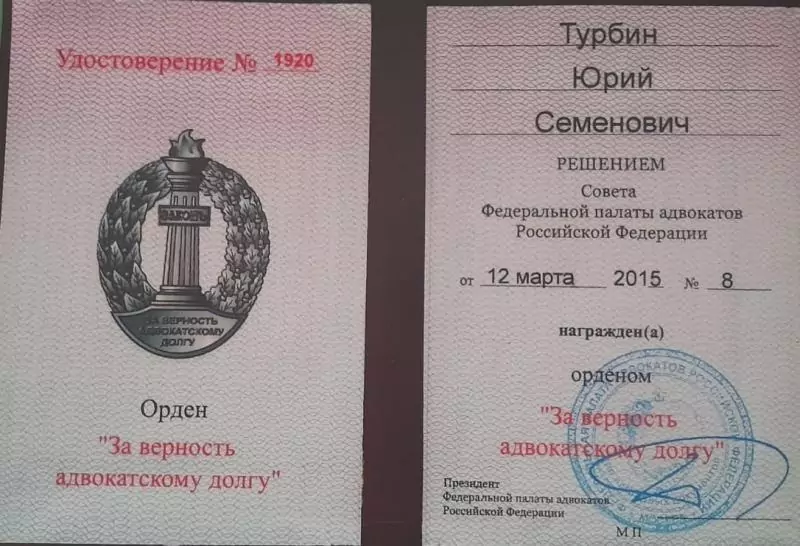 Удостоверение № 1920
ЗАКОНЪ
ЗА ВЕРНОСТЬ
АДВОКАТСКОМУ
ДОЛГУ
Орден
"За верность
адвокатскому долгу"
Турбин
Юрий
Семенович
РЕШЕНИЕМ
Совета
Федеральной палаты адвокатов
Российской Федерации
от 12 марта 2015 № 8
награжден(а)
орденом
"За верность
адвокатскому долгу"
Президент
Федеральной палаты адвокатов
Российской Федерации
М П